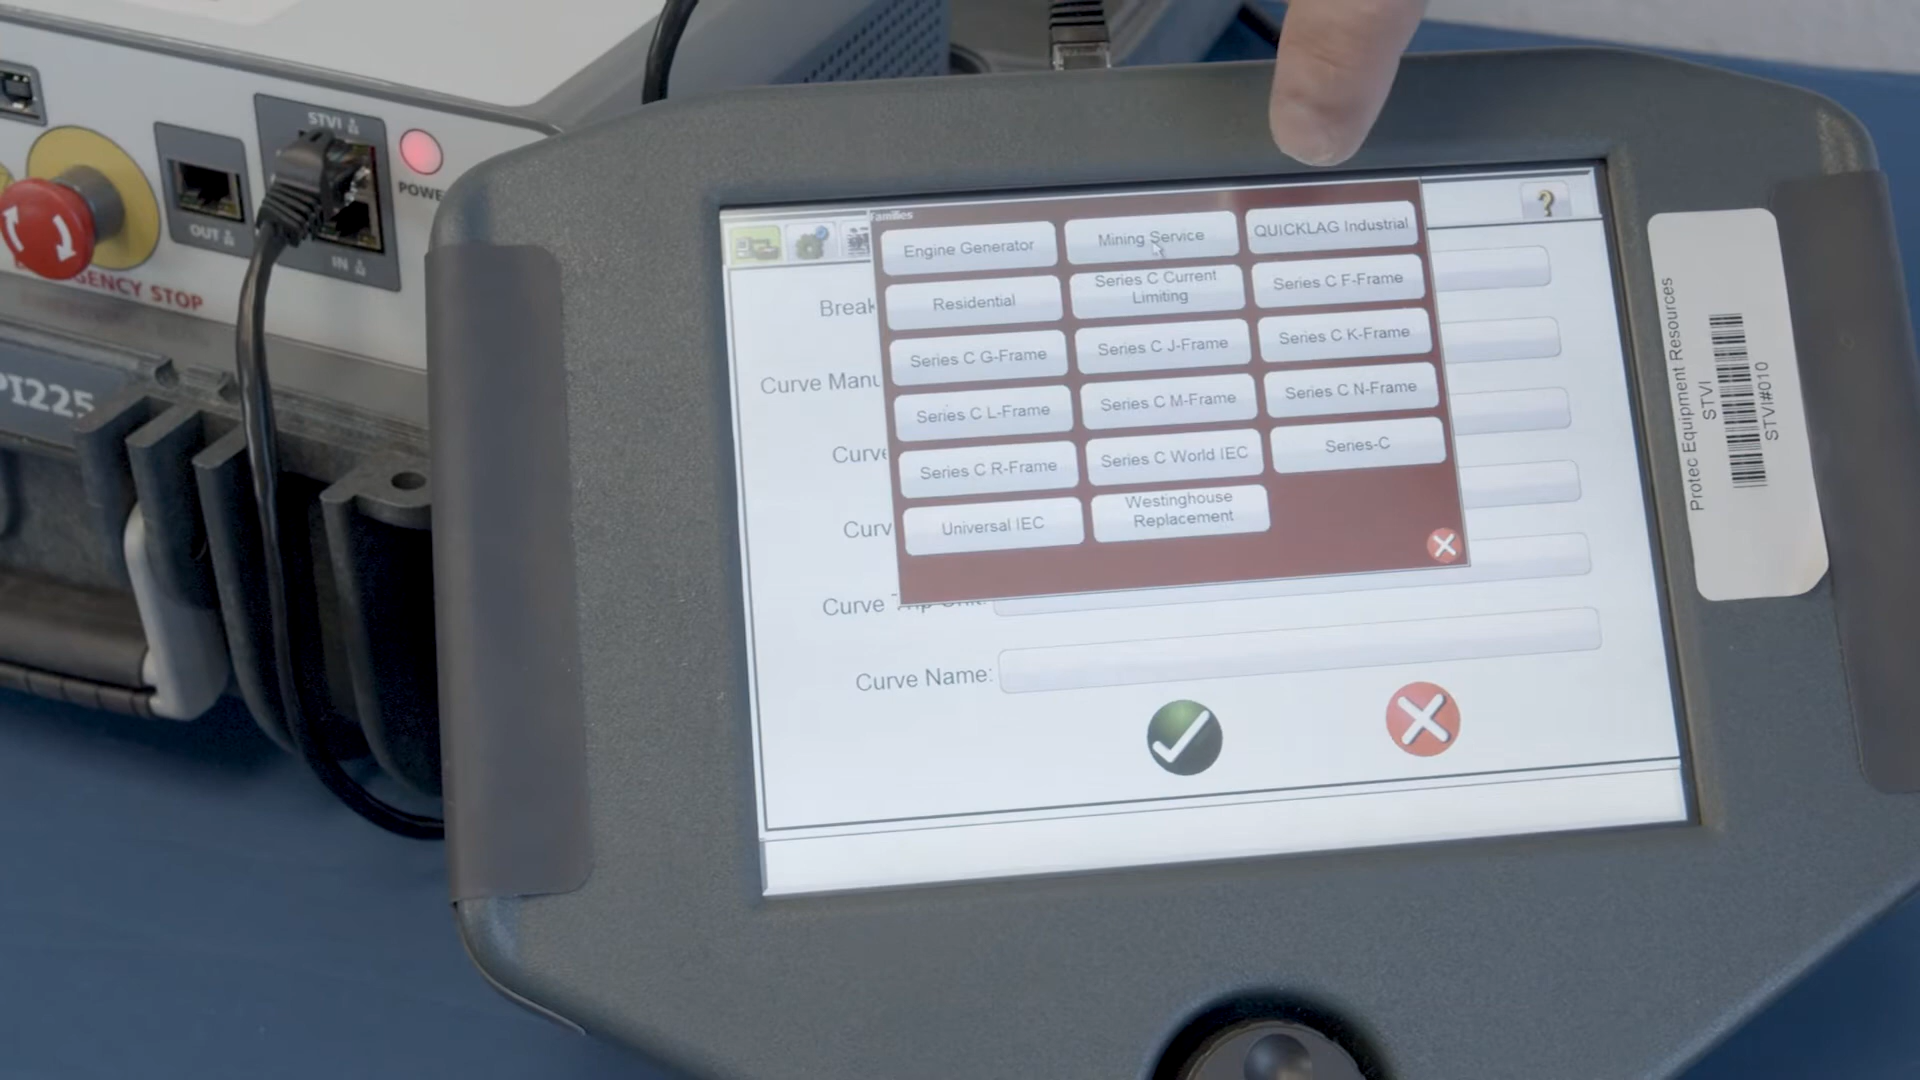 STVI
POWE
OUT
IN
GENCY STOP
PI225
Families
Engine Generator
Mining Service
QUICKLAG Industrial
Residential
Series C Current
Limiting
Series C F-Frame
Series C G-Frame
Series C J-Frame
Series C K-Frame
Series C L-Frame
Series C M-Frame
Series C N-Frame
Series C R-Frame
Series C World IEC
Series-C
Universal IEC
Westinghouse
Replacement
?
Break
Curve Manu
Curve
Curv
Curve
Curve Name:
Protec Equipment Resources
STVI
STVI#010